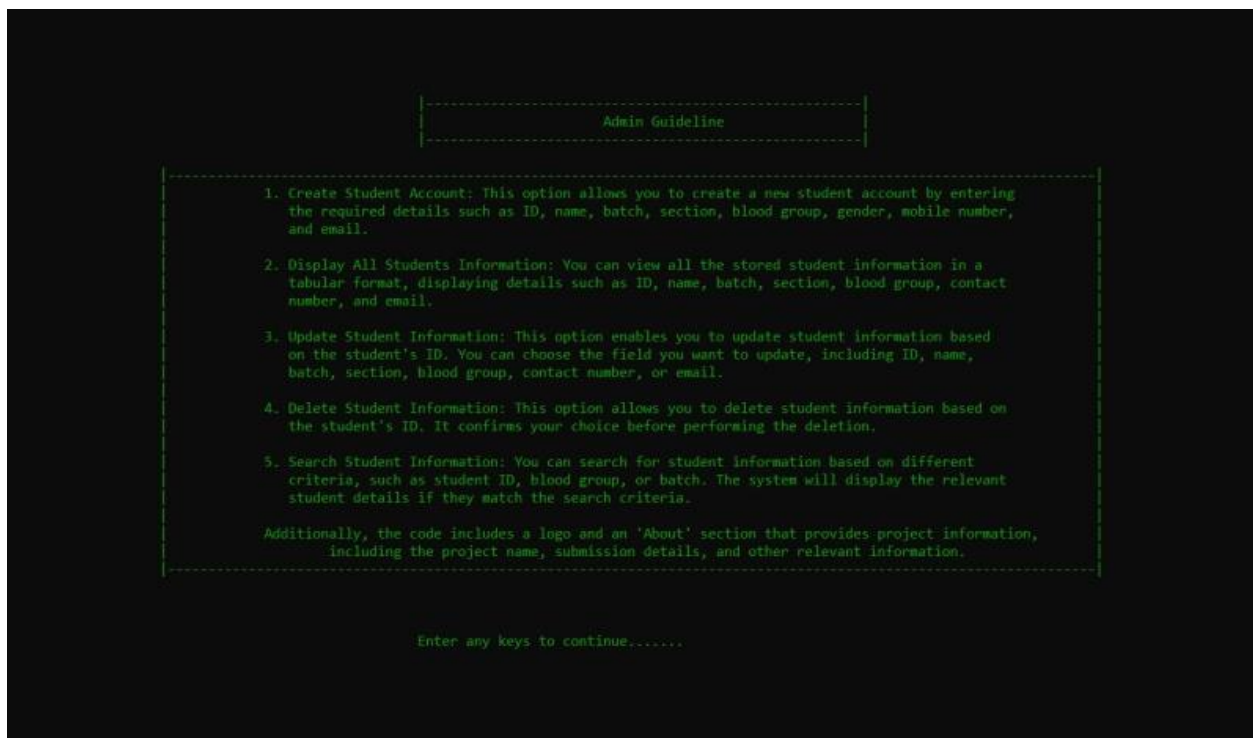 Admin Guideline
1. Create Student Account: This option allows you to create a new student account by entering
the required details such as ID, name, batch, section, blood group, gender, mobile number,
and email.
2. Display All Students Information: You can view all the stored student information in a
tabular format, displaying details such as ID, name, batch, section, blood group, contact
number, and email.
3. Update Student Information: This option enables you to update student information based
on the student's ID. You can choose the field you want to update, including ID, name,
batch, section, blood group, contact number, or email.
4. Delete Student Information: This option allows you to delete student information based on
the student's ID. It confirms your choice before performing the deletion.
5. Search Student Information: You can search for student information based on different
criteria, such as student ID, blood group, or batch. The system will display the relevant
student details if they match the search criteria.
Additionally, the code includes a logo and an 'About' section that provides project information,
including the project name, submission details, and other relevant information.
Enter any keys to continue.......